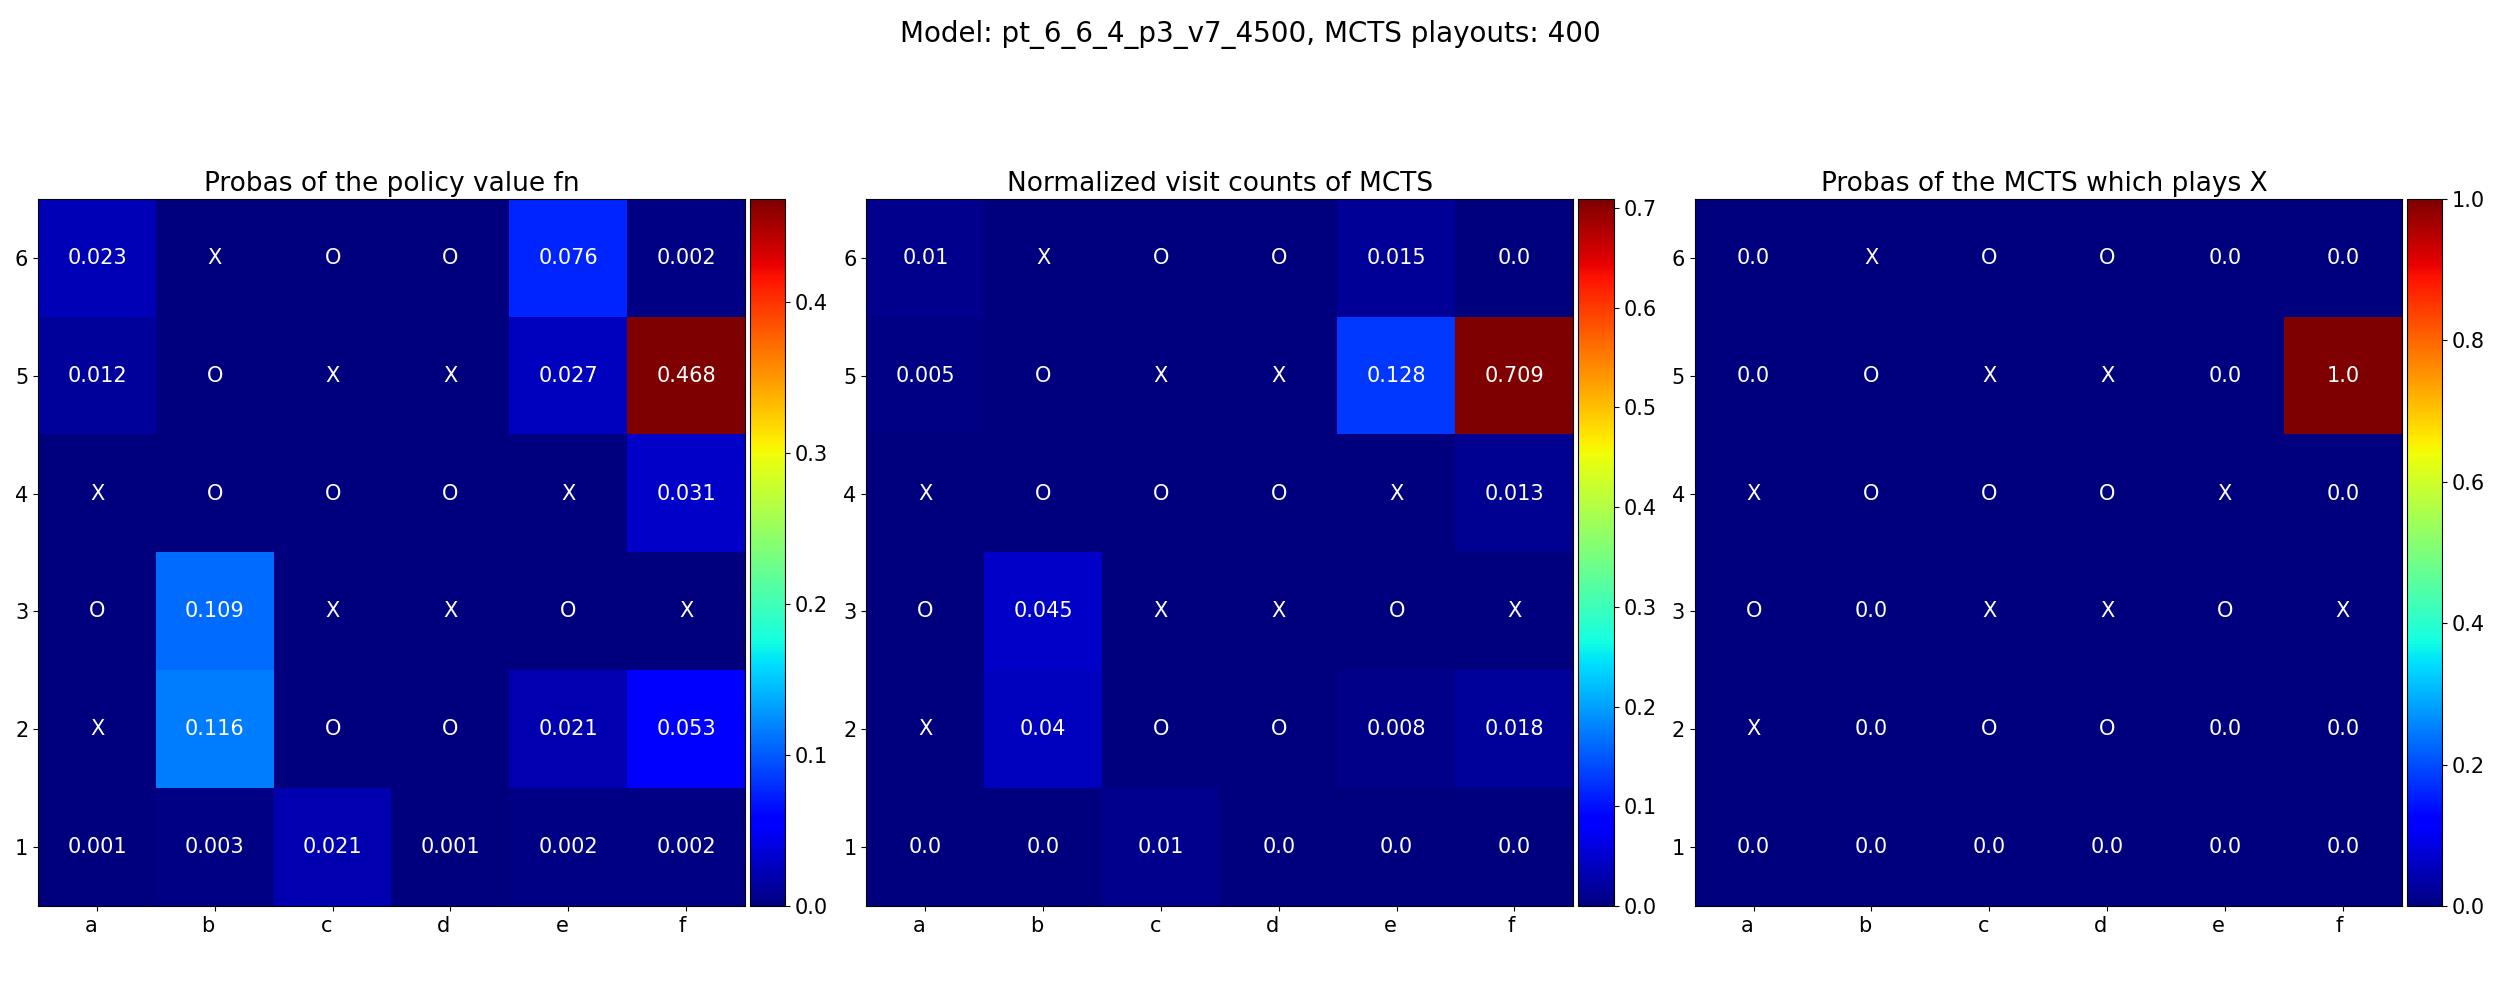 Model: pt_6_6_4_p3_v7_4500, MCTS playouts: 400
Probas of the policy value fn
6 0.023 X O O 0.076 0.002
5 0.012 O X X 0.027 0.468
4 X O O O X 0.031
3 O 0.109 X X O X
2 X 0.116 O O 0.021 0.053
1 0.001 0.003 0.021 0.001 0.002 0.002
a b c d e f
0.4
0.3
0.2
0.1
0.0
Normalized visit counts of MCTS
6 0.01 X O O 0.015 0.0
5 0.005 O X X 0.128 0.709
4 X O O O X 0.013
3 O 0.045 X X O X
2 X 0.04 O O 0.008 0.018
1 0.0 0.0 0.01 0.0 0.0 0.0
a b c d e f
0.7
0.6
0.5
0.4
0.3
0.2
0.1
0.0
Probas of the MCTS which plays X
6 0.0 X O O 0.0 0.0
5 0.0 O X X 0.0 1.0
4 X O O O X 0.0
3 O 0.0 X X O X
2 X 0.0 O O 0.0 0.0
1 0.0 0.0 0.0 0.0 0.0 0.0
a b c d e f
1.0
0.8
0.6
0.4
0.2
0.0